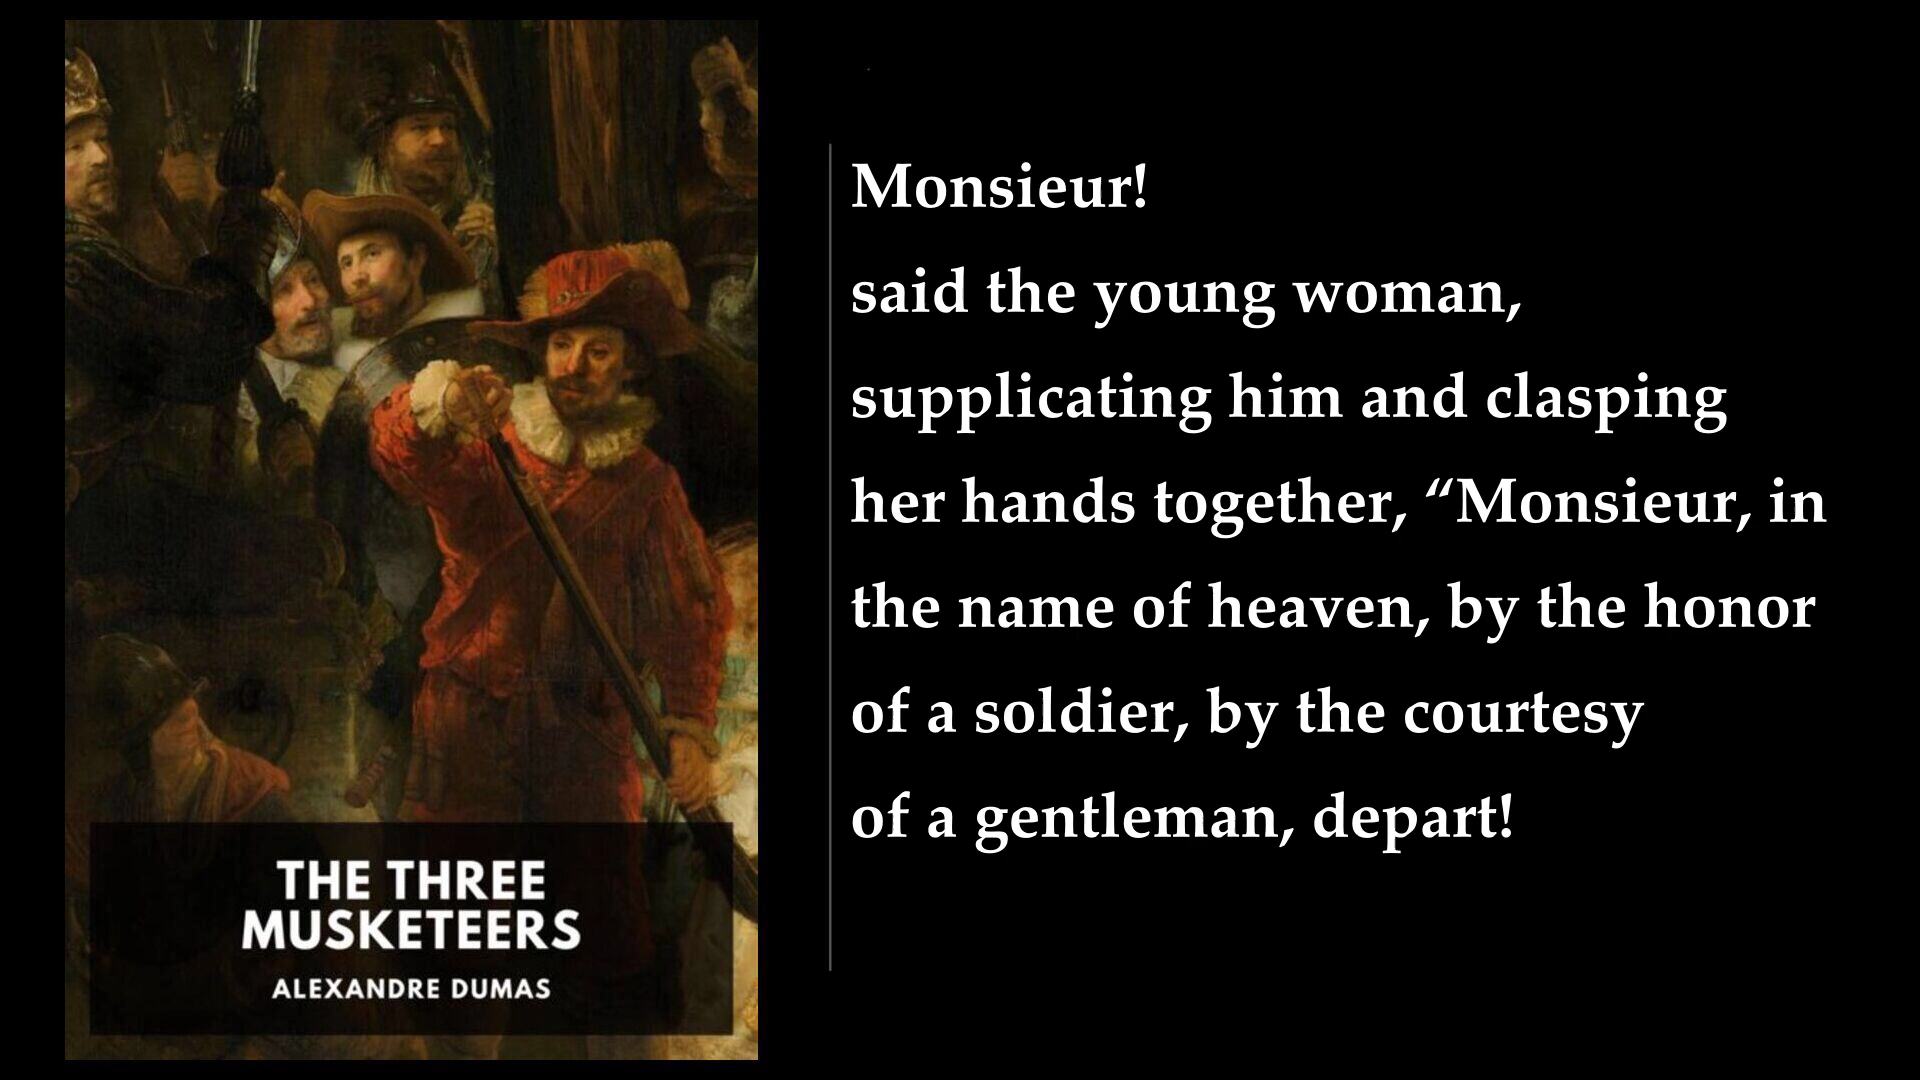 THE THREE
MUSKETEERS
ALEXANDRE DUMAS
Monsieur!
said the young woman,
supplicating him and clasping
her hands together, “Monsieur, in
the name of heaven, by the honor
of a soldier, by the courtesy
of a gentleman, depart!